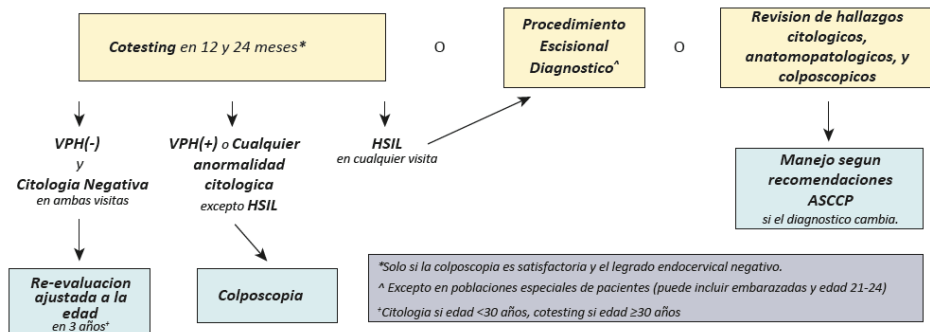 Cotesting en 12 y 24 meses*
O
Procedimiento
Escisional
Diagnostico^
O
Revision de hallazgos
citologicos,
anatomopatologicos, y
colposcopicos
VPH(-)
y
Citologia Negativa
en ambas visitas
VPH(+) o Cualquier
anormalidad
citologica
excepto HSIL
HSIL
en cualquier visita
Manejo segun
recomendaciones
ASCCP
si el diagnostico cambia.
Re-evaluacion
ajustada a la
edad
en 3 años⁺
Colposcopia
*Solo si la colposcopia es satisfactoria y el legrado endocervical negativo.
^ Excepto en poblaciones especiales de pacientes (puede incluir embarazadas y edad 21-24)
⁺Citologia si edad <30 años, cotesting si edad ≥30 años